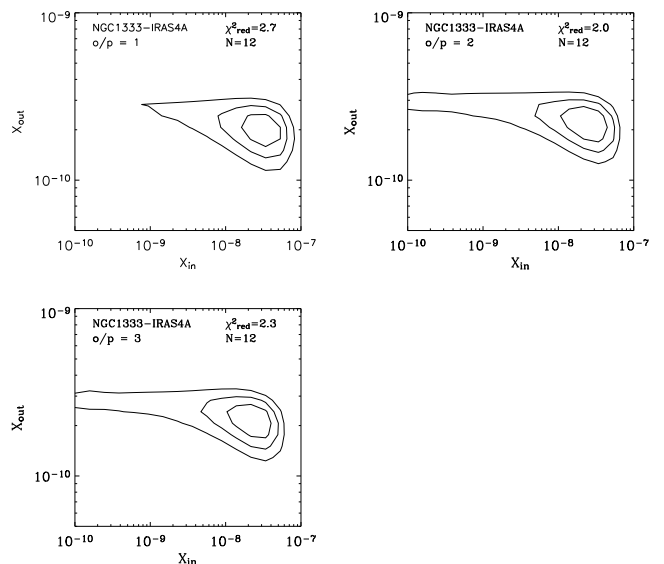 NGC1333−IRAS4A χ²red=2.7
o/p = 1 N=12
10⁻⁹
Xout
10⁻¹⁰
10⁻¹⁰ 10⁻⁹ 10⁻⁸ 10⁻⁷
Xin
NGC1333−IRAS4A χ²red=2.0
o/p = 2 N=12
10⁻⁹
Xout
10⁻¹⁰
10⁻¹⁰ 10⁻⁹ 10⁻⁸ 10⁻⁷
Xin
NGC1333−IRAS4A χ²red=2.3
o/p = 3 N=12
10⁻⁹
Xout
10⁻¹⁰
10⁻¹⁰ 10⁻⁹ 10⁻⁸ 10⁻⁷
Xin